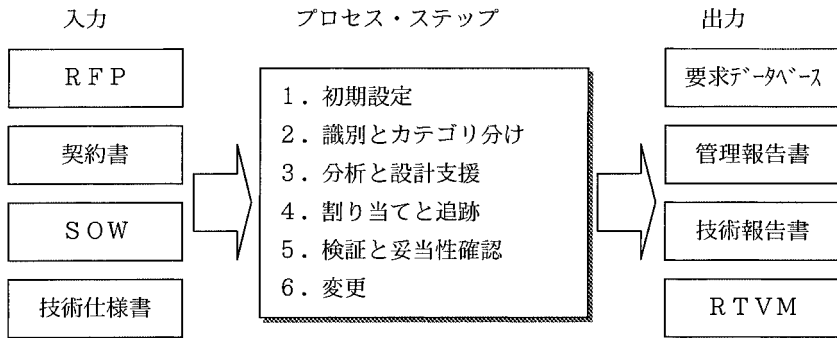 入力
RFP
契約書
SOW
技術仕様書
プロセス・ステップ
1．初期設定
2．識別とカテゴリ分け
3．分析と設計支援
4．割り当てと追跡
5．検証と妥当性確認
6．変更
出力
要求ﾃﾞｰﾀﾍﾞｰｽ
管理報告書
技術報告書
RTVM